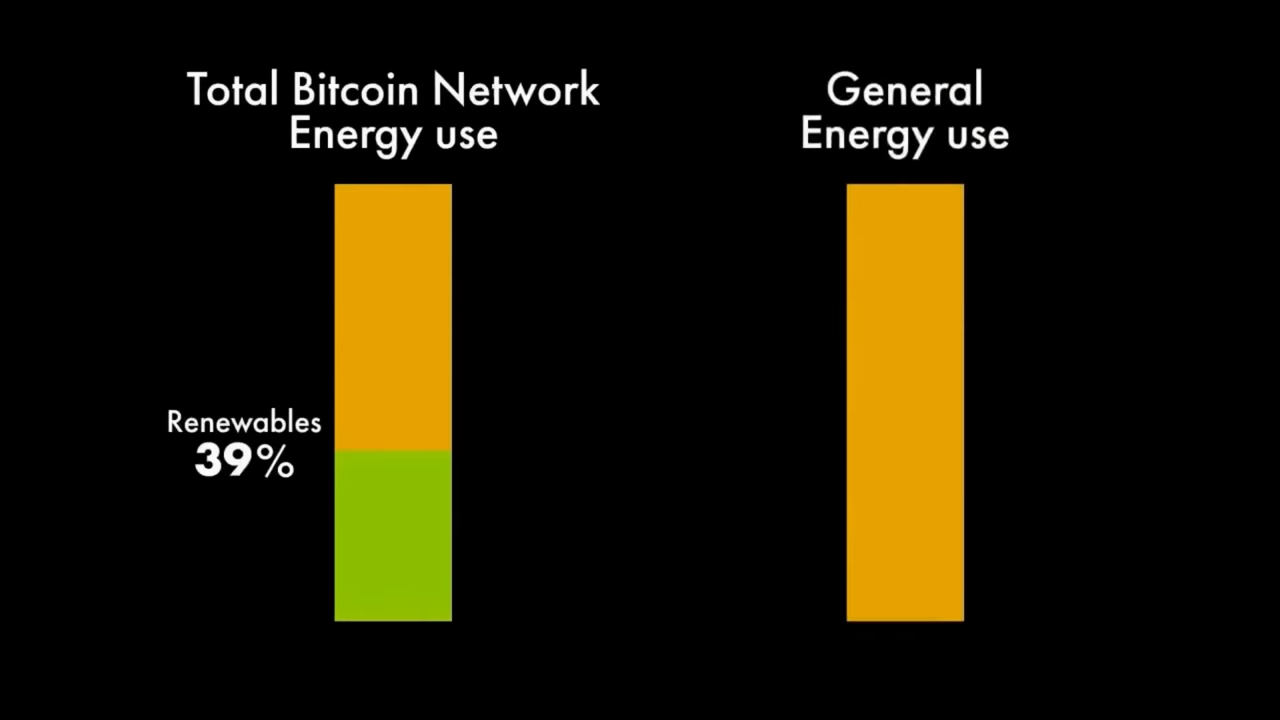 Total Bitcoin Network
Energy use
General
Energy use
Renewables
39%